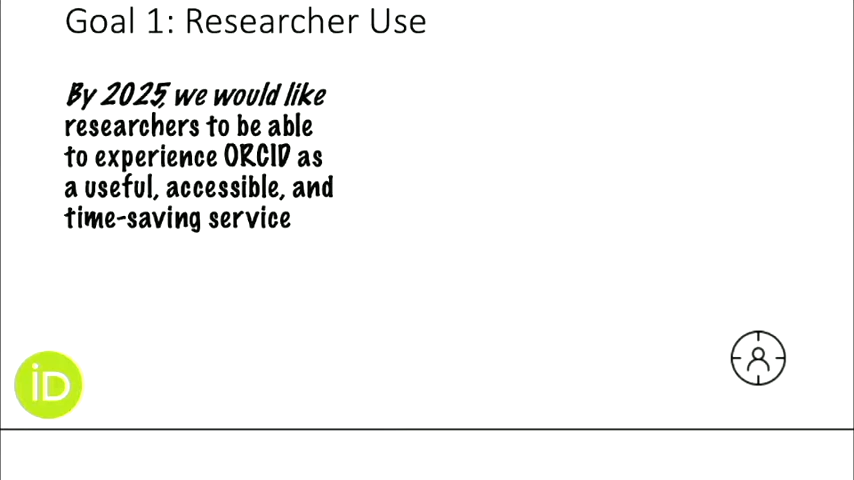 Goal 1: Researcher Use
By 2025, we would like
researchers to be able
to experience ORCID as
a useful, accessible, and
time-saving service
iD